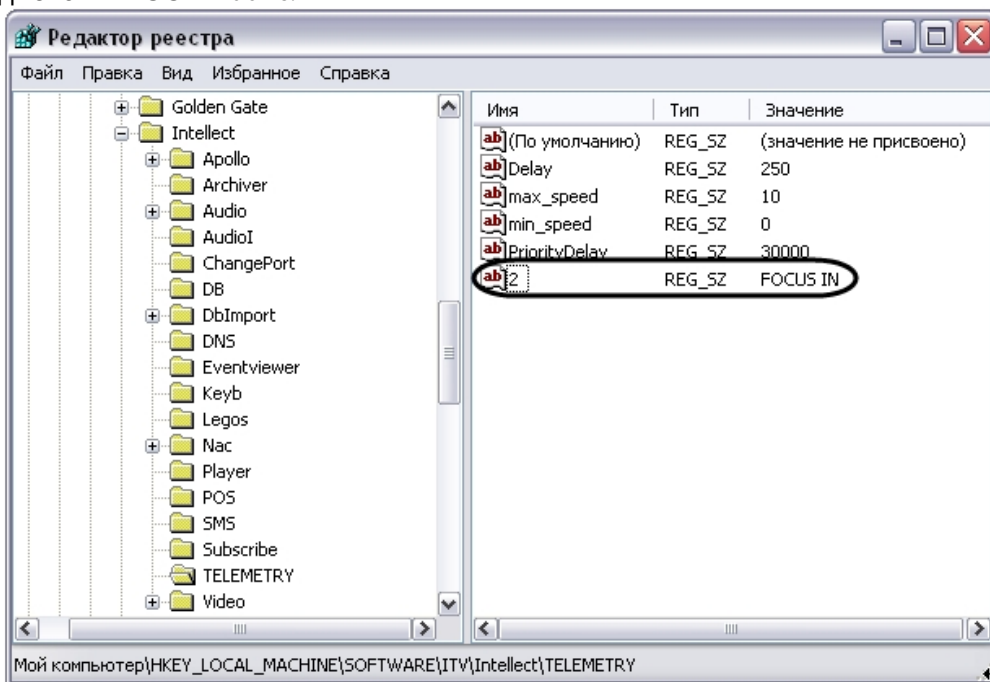 Редактор реестра
Файл Правка Вид Избранное Справка
Golden Gate
Intellect
Apollo
Archiver
Audio
AudioI
ChangePort
DB
DbImport
DNS
Eventviewer
Keyb
Legos
Nac
Player
POS
SMS
Subscribe
TELEMETRY
Video
Имя Тип Значение
(По умолчанию) REG_SZ (значение не присвоено)
Delay REG_SZ 250
max_speed REG_SZ 10
min_speed REG_SZ 0
PriorityDelay REG_SZ 30000
2 REG_SZ FOCUS IN
Мой компьютер\HKEY_LOCAL_MACHINE\SOFTWARE\ITV\Intellect\TELEMETRY